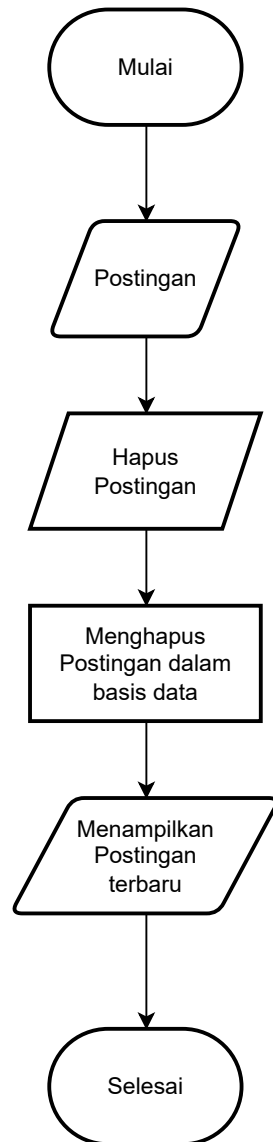 Mulai
Postingan
Hapus
Postingan
Menghapus
Postingan dalam
basis data
Menampilkan
Postingan
terbaru
Selesai